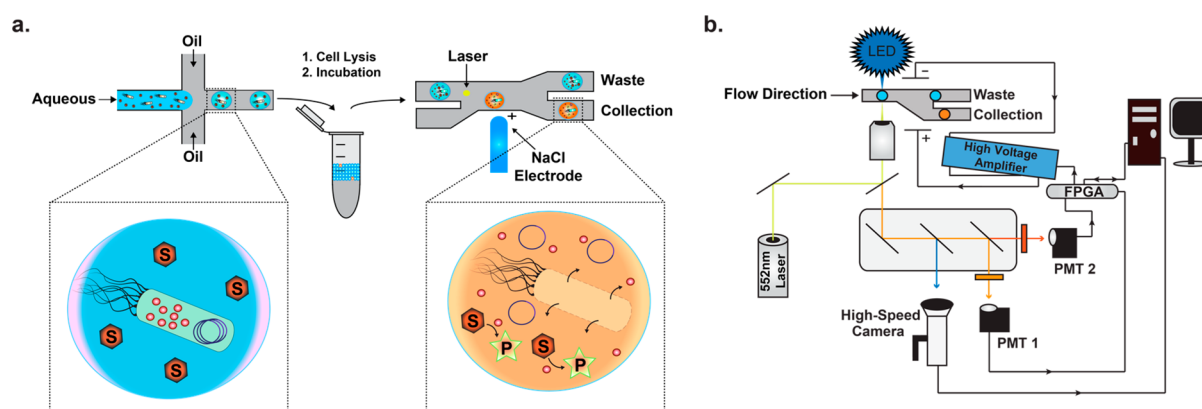 a.
Oil
Aqueous
Oil
1. Cell Lysis
2. Incubation
Laser
Waste
Collection
+
NaCl
Electrode
S
S
S
S
S
S
P
P
b.
LED
-
Flow Direction
Waste
Collection
+
High Voltage
Amplifier
FPGA
552nm
Laser
PMT 2
High-Speed
Camera
PMT 1